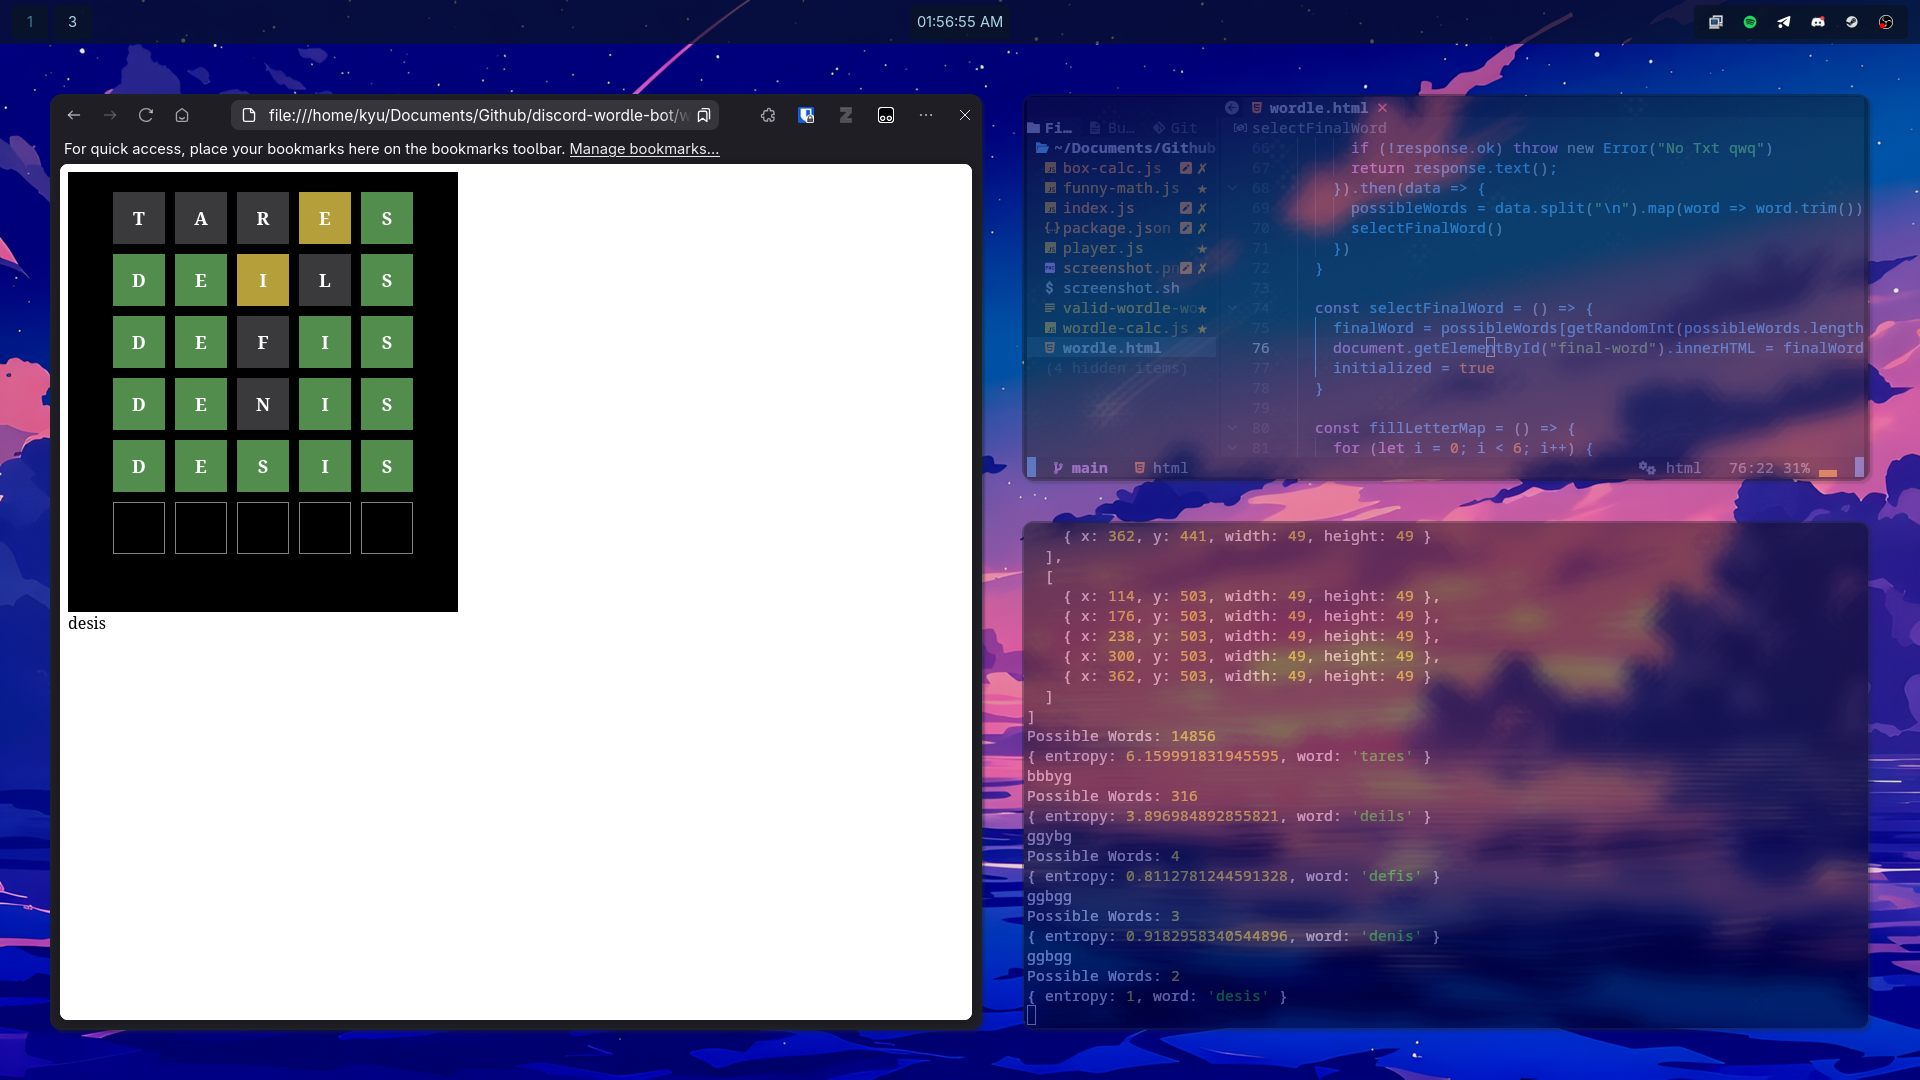 1 3 01:56:55 AM
file:///home/kyu/Documents/Github/discord-wordle-bot/w
For quick access, place your bookmarks here on the bookmarks toolbar. Manage bookmarks...
T A R E S
D E I L S
D E F I S
D E N I S
D E S I S
desis
wordle.html
Fi... Bu... Git
selectFinalWord
~/Documents/Github
box-calc.js
funny-math.js
index.js
package.json
player.js
screenshot.pn
screenshot.sh
valid-wordle-wo
wordle-calc.js
wordle.html
(4 hidden items)
66 if (!response.ok) throw new Error("No Txt qwq")
67 return response.text();
68 }).then(data => {
69 possibleWords = data.split("\n").map(word => word.trim())
70 selectFinalWord()
71 })
72 }
73
74 const selectFinalWord = () => {
75 finalWord = possibleWords[getRandomInt(possibleWords.length
76 document.getElementById("final-word").innerHTML = finalWord
77 initialized = true
78 }
79
80 const fillLetterMap = () => {
81 for (let i = 0; i < 6; i++) {
main html html 76:22 31%
{ x: 362, y: 441, width: 49, height: 49 }
],
[
{ x: 114, y: 503, width: 49, height: 49 },
{ x: 176, y: 503, width: 49, height: 49 },
{ x: 238, y: 503, width: 49, height: 49 },
{ x: 300, y: 503, width: 49, height: 49 },
{ x: 362, y: 503, width: 49, height: 49 }
]
]
Possible Words: 14856
{ entropy: 6.159991831945595, word: 'tares' }
bbbyg
Possible Words: 316
{ entropy: 3.896984892855821, word: 'deils' }
ggybg
Possible Words: 4
{ entropy: 0.8112781244591328, word: 'defis' }
ggbgg
Possible Words: 3
{ entropy: 0.9182958340544896, word: 'denis' }
ggbgg
Possible Words: 2
{ entropy: 1, word: 'desis' }